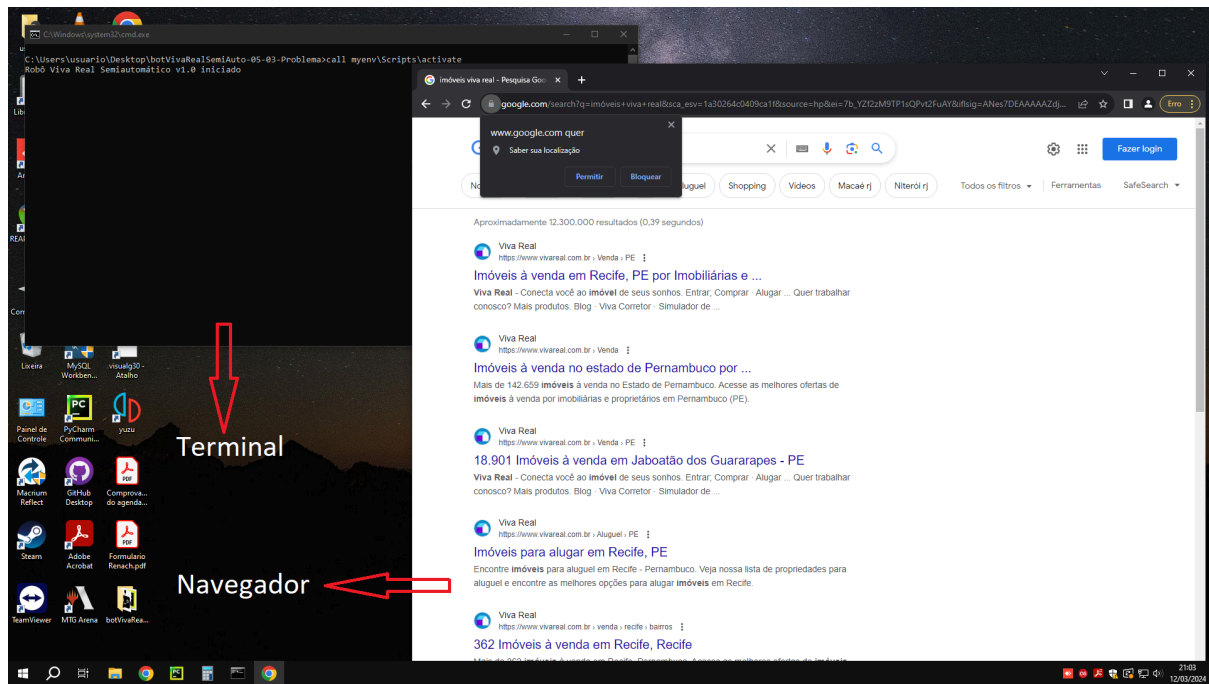 C:\Windows\system32\cmd.exe
C:\Users\usuario\Desktop\botVivaRealSemiAuto-05-03-Problema>call myenv\Scripts\activate
Robô Viva Real Semiautomático v1.0 iniciado
imóveis viva real - Pesquisa Goo
google.com/search?q=imóveis+viva+real&sca_esv=1a30264c0409ca1f&source=hp&ei=7b_YZf2zM9TP1sQPvt2FuAY&iflsig=ANes7DEAAAAAZdj...
Erro
www.google.com quer
Saber sua localização
Permitir
Bloquear
Fazer login
Shopping
Vídeos
Macaé rj
Niterói rj
Todos os filtros
Ferramentas
SafeSearch
Aproximadamente 12.300.000 resultados (0,39 segundos)
Viva Real
https://www.vivareal.com.br › Venda › PE
Imóveis à venda em Recife, PE por Imobiliárias e ...
Viva Real - Conecta você ao imóvel de seus sonhos. Entrar; Comprar · Alugar ... Quer trabalhar
conosco? Mais produtos. Blog · Viva Corretor · Simulador de ...
Viva Real
https://www.vivareal.com.br › Venda
Imóveis à venda no estado de Pernambuco por ...
Mais de 142.659 imóveis à venda no Estado de Pernambuco. Acesse as melhores ofertas de
imóveis à venda por imobiliárias e proprietários em Pernambuco (PE).
Viva Real
https://www.vivareal.com.br › Venda › PE
18.901 Imóveis à venda em Jaboatão dos Guararapes - PE
Viva Real - Conecta você ao imóvel de seus sonhos. Entrar; Comprar · Alugar ... Quer trabalhar
conosco? Mais produtos. Blog · Viva Corretor · Simulador de ...
Viva Real
https://www.vivareal.com.br › Aluguel › PE
Imóveis para alugar em Recife, PE
Encontre imóveis para aluguel em Recife - Pernambuco. Veja nossa lista de propriedades para
aluguel e encontre as melhores opções para alugar imóveis em Recife.
Viva Real
https://www.vivareal.com.br › venda › recife › bairros
362 Imóveis à venda em Recife, Recife
Terminal
Navegador
Lixeira
MySQL Workben...
visualg30 - Atalho
Painel de Controle
PyCharm Communi...
yuzu
Macrium Reflect
GitHub Desktop
Comprova... do agenda...
Steam
Adobe Acrobat
Formulario Renach.pdf
TeamViewer
MTG Arena
botVivaRea...
21:03
12/03/2024